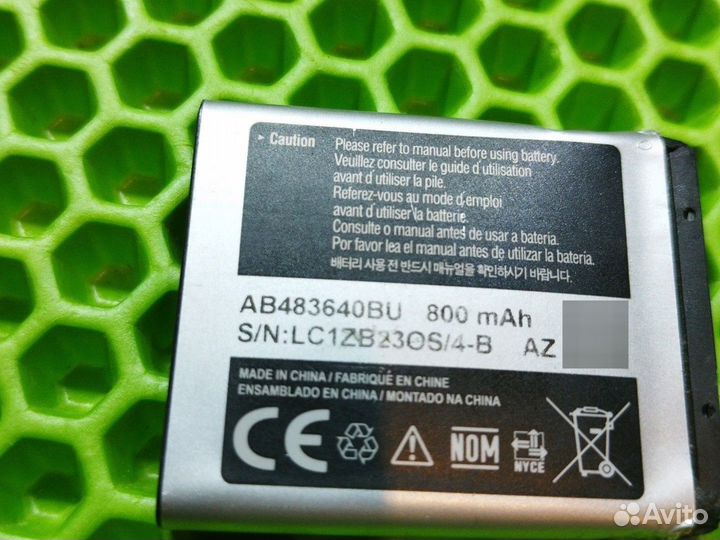 ▸ Caution
Please refer to manual before using battery.
Veuillez consulter le guide d'utilisation
avant d'utiliser la pile.
Referez-vous au mode d'emploi
avant d'utiliser la batterie.
Consulte o manual antes de usar a bateria.
Por favor lea el manual antes de utilizar la bateria.
배터리 사용 전 반드시 매뉴얼을 확인하시기 바랍니다.
AB483640BU 800 mAh
S/N:LC1ZB23OS/4-B AZ
MADE IN CHINA / FABRIQUÉ EN CHINE
ENSAMBLADO EN CHINA / MONTADO NA CHINA
CE NOM NYCE
Avito